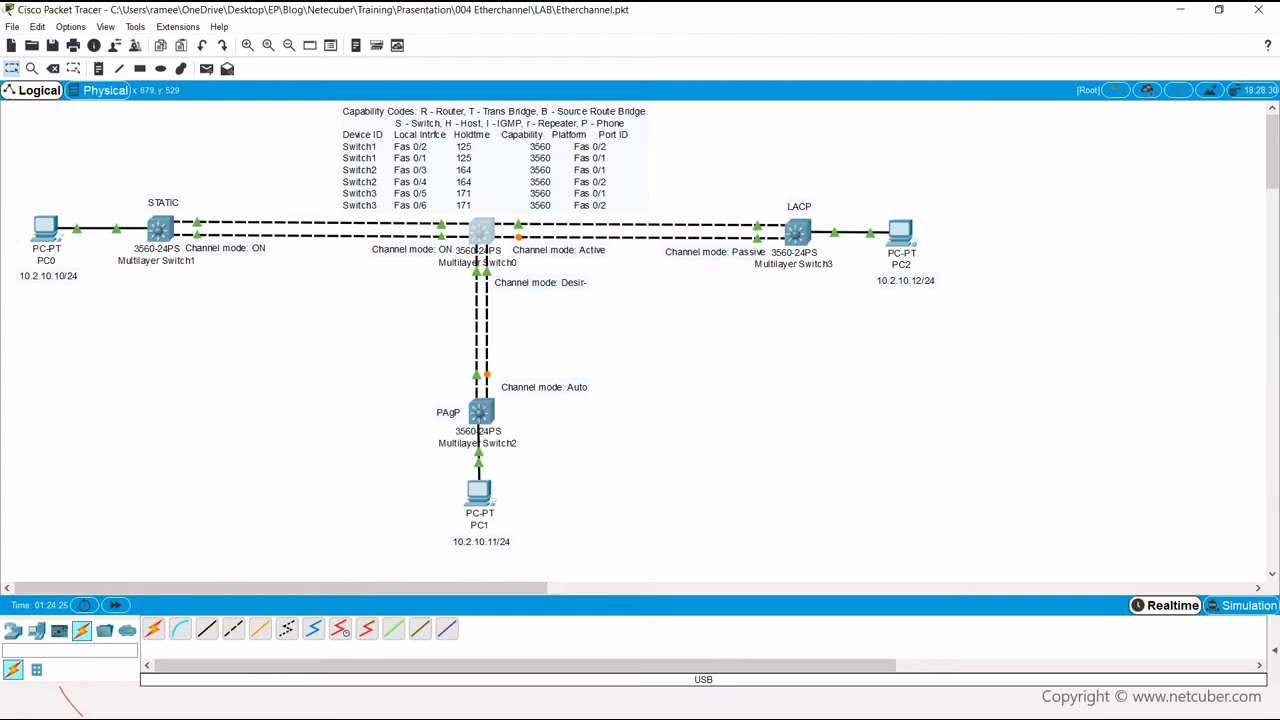 Cisco Packet Tracer - C:\Users\ramee\OneDrive\Desktop\EP\Blog\Netecuber\Training\Prasentation\004 Etherchannel\LAB\Etherchannel.pkt
File Edit Options View Tools Extensions Help
Logical Physical x: 679, y: 529 [Root] 18:28:30
Capability Codes: R - Router, T - Trans Bridge, B - Source Route Bridge
S - Switch, H - Host, I - IGMP, r - Repeater, P - Phone
Device ID Local Intrfce Holdtme Capability Platform Port ID
Switch1 Fas 0/2 125 3560 Fas 0/2
Switch1 Fas 0/1 125 3560 Fas 0/1
Switch2 Fas 0/3 164 3560 Fas 0/1
Switch2 Fas 0/4 164 3560 Fas 0/2
Switch3 Fas 0/5 171 3560 Fas 0/1
Switch3 Fas 0/6 171 3560 Fas 0/2
STATIC
LACP
PC-PT
PC0
10.2.10.10/24
3560-24PS
Multilayer Switch1
Channel mode: ON
Channel mode: ON
3560-24PS
Multilayer Switch0
Channel mode: Active
Channel mode: Passive
3560-24PS
Multilayer Switch3
PC-PT
PC2
10.2.10.12/24
Channel mode: Desir-
Channel mode: Auto
PAgP
3560-24PS
Multilayer Switch2
PC-PT
PC1
10.2.10.11/24
Time: 01:24:25
Realtime Simulation
USB
Copyright © www.netcuber.com